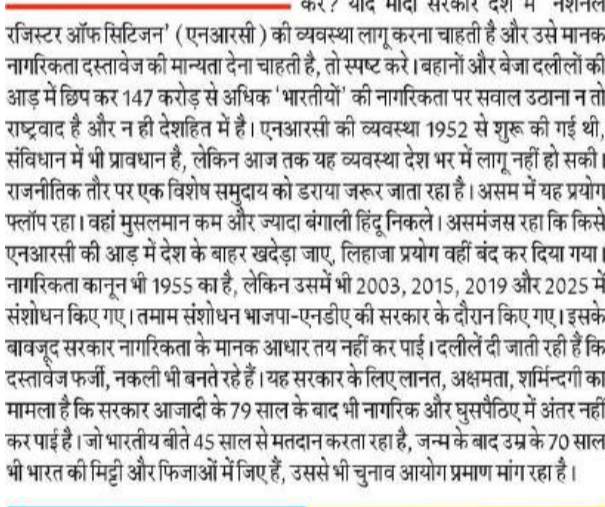 करे? यदि मोदी सरकार देश में 'नेशनल
रजिस्टर ऑफ सिटिजन' (एनआरसी) की व्यवस्था लागू करना चाहती है और उसे मानक
नागरिकता दस्तावेज की मान्यता देना चाहती है, तो स्पष्ट करे। बहानों और बेजा दलीलों की
आड़ में छिप कर 147 करोड़ से अधिक 'भारतीयों' की नागरिकता पर सवाल उठाना न तो
राष्ट्रवाद है और न ही देशहित में है। एनआरसी की व्यवस्था 1952 से शुरू की गई थी,
संविधान में भी प्रावधान है, लेकिन आज तक यह व्यवस्था देश भर में लागू नहीं हो सकी।
राजनीतिक तौर पर एक विशेष समुदाय को डराया जरूर जाता रहा है। असम में यह प्रयोग
फ्लॉप रहा। वहां मुसलमान कम और ज्यादा बंगाली हिंदू निकले। असमंजस रहा कि किसे
एनआरसी की आड़ में देश के बाहर खदेड़ा जाए, लिहाजा प्रयोग वहीं बंद कर दिया गया।
नागरिकता कानून भी 1955 का है, लेकिन उसमें भी 2003, 2015, 2019 और 2025 में
संशोधन किए गए। तमाम संशोधन भाजपा-एनडीए की सरकार के दौरान किए गए। इसके
बावजूद सरकार नागरिकता के मानक आधार तय नहीं कर पाई। दलीलें दी जाती रही हैं कि
दस्तावेज फर्जी, नकली भी बनते रहे हैं। यह सरकार के लिए लानत, अक्षमता, शर्मिन्दगी का
मामला है कि सरकार आजादी के 79 साल के बाद भी नागरिक और घुसपैठिए में अंतर नहीं
कर पाई है। जो भारतीय बीते 45 साल से मतदान करता रहा है, जन्म के बाद उम्र के 70 साल
भी भारत की मिट्टी और फिजाओं में जिए हैं, उससे भी चुनाव आयोग प्रमाण मांग रहा है।